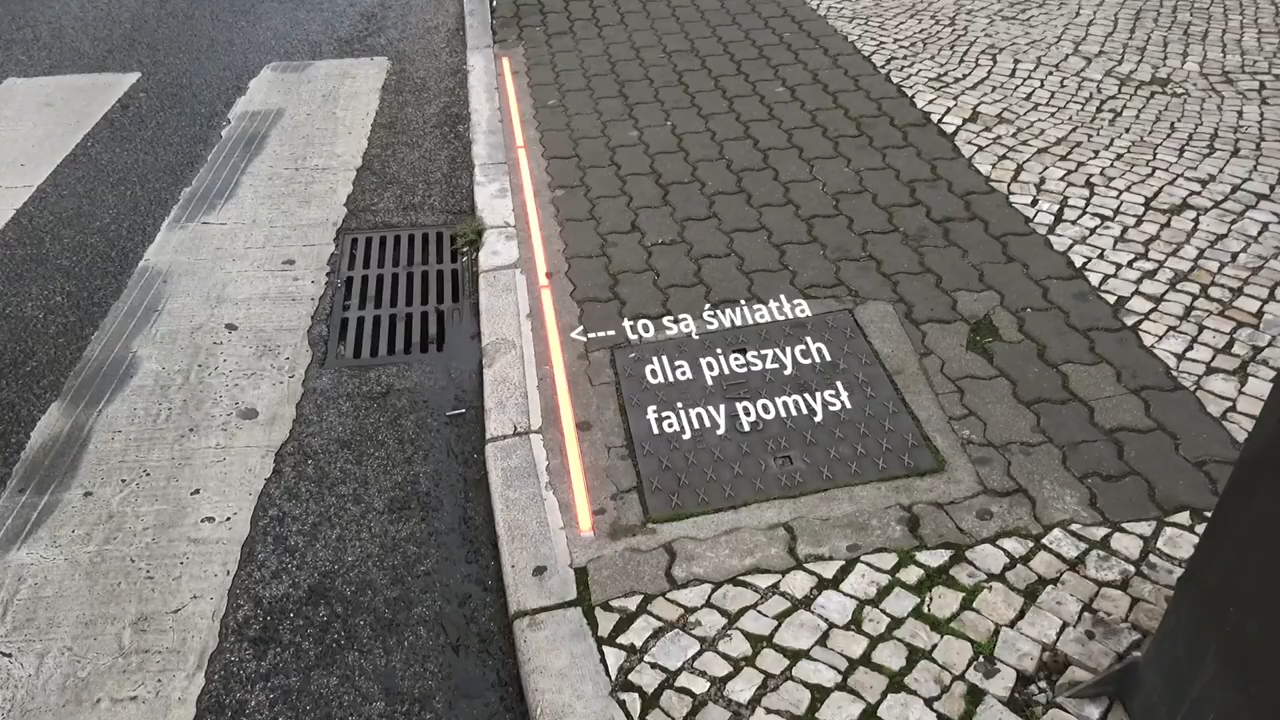 <--- to są światła
dla pieszych
fajny pomysł